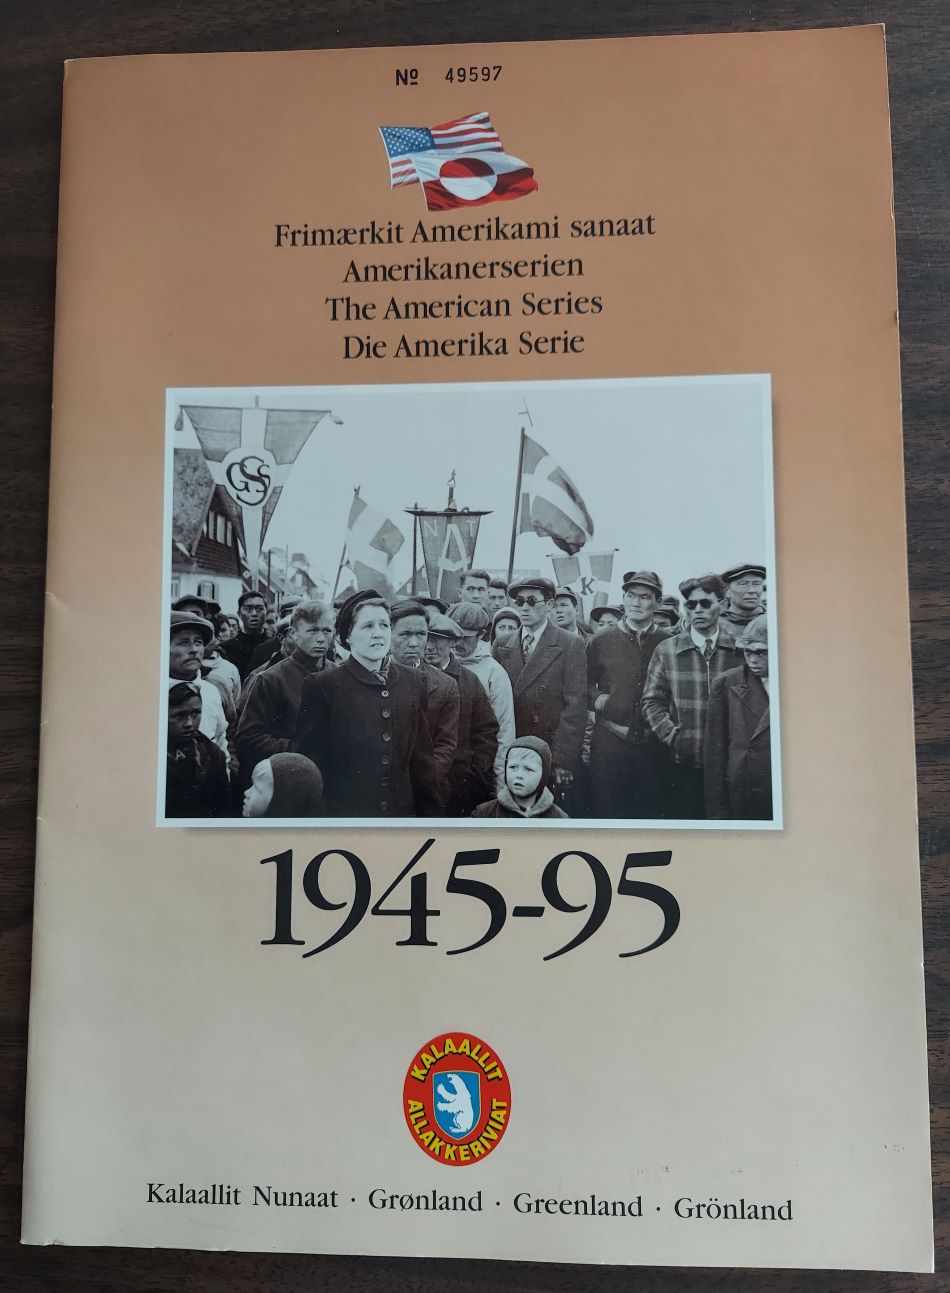 Nº 49597
Frimærkit Amerikami sanaat
Amerikanerserien
The American Series
Die Amerika Serie
GSS
NAT
K
1945-95
KALAALLIT
ALLAKKERIVIAT
Kalaallit Nunaat · Grønland · Greenland · Grönland